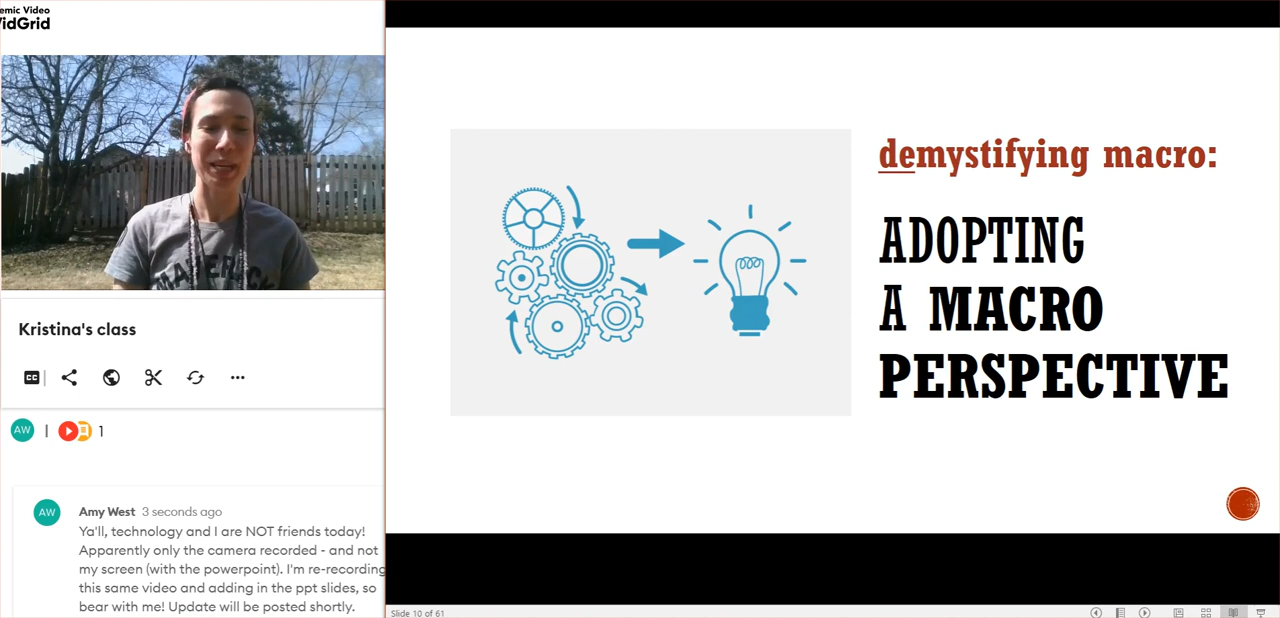 emic Video
VidGrid
Kristina's class
CC
AW
1
AW
Amy West 3 seconds ago
Ya'll, technology and I are NOT friends today!
Apparently only the camera recorded - and not
my screen (with the powerpoint). I'm re-recording
this same video and adding in the ppt slides, so
bear with me! Update will be posted shortly.
demystifying macro:
ADOPTING
A MACRO
PERSPECTIVE
Slide 10 of 61